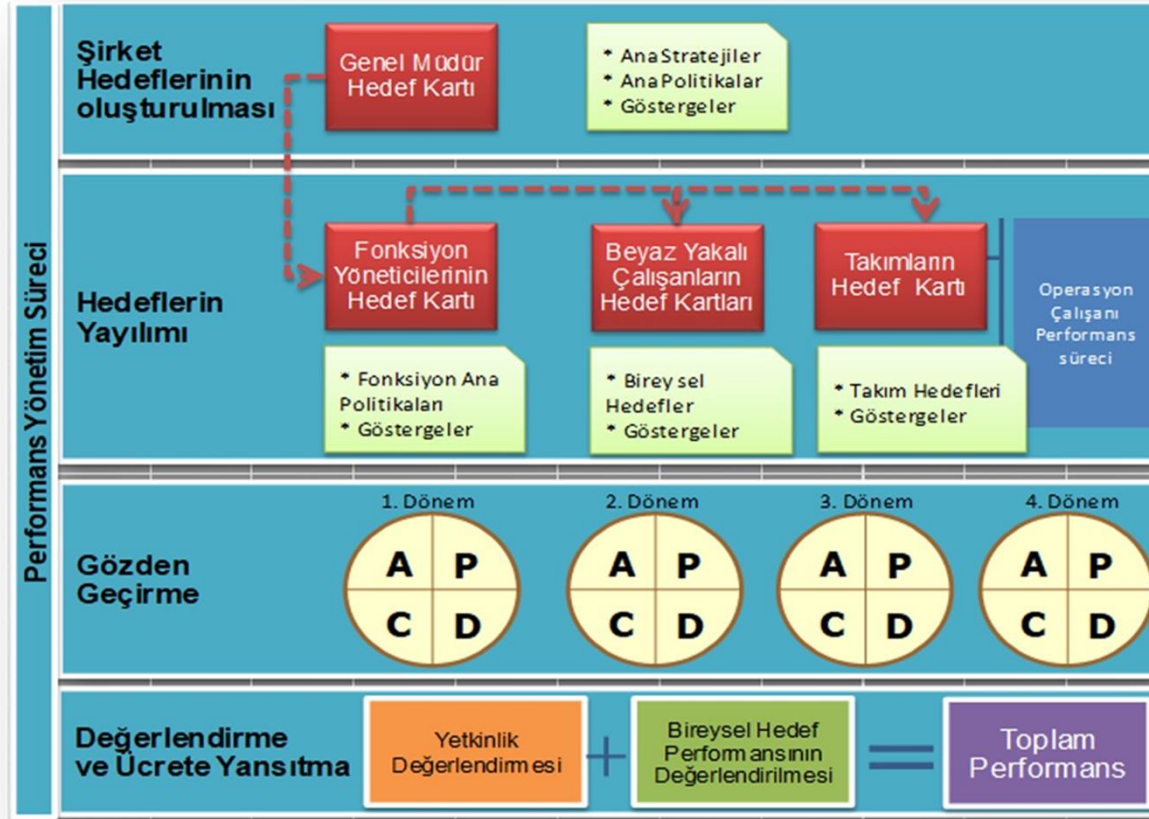 Performans Yönetim Süreci
Şirket
Hedeflerinin
oluşturulması
Genel Müdür
Hedef Kartı
* Ana Stratejiler
* Ana Politikalar
* Göstergeler
Hedeflerin
Yayılımı
Fonksiyon
Yöneticilerinin
Hedef Kartı
Beyaz Yakalı
Çalışanların
Hedef Kartları
Takımların
Hedef Kartı
Operasyon
Çalışanı
Performans
süreci
* Fonksiyon Ana
Politikaları
* Göstergeler
* Bireysel
Hedefler
* Göstergeler
* Takım Hedefleri
* Göstergeler
Gözden
Geçirme
1. Dönem
A P
C D
2. Dönem
A P
C D
3. Dönem
A P
C D
4. Dönem
A P
C D
Değerlendirme
ve Ücrete Yansıtma
Yetkinlik
Değerlendirmesi
+
Bireysel Hedef
Performansının
Değerlendirilmesi
=
Toplam
Performans